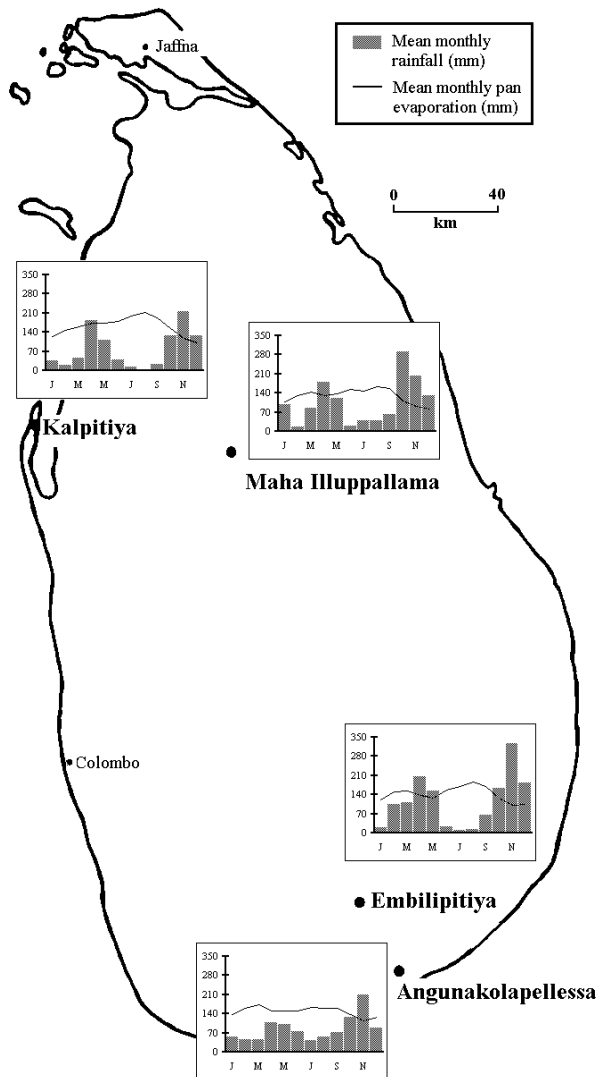 Jaffna
Mean monthly
rainfall (mm)
Mean monthly pan
evaporation (mm)
0 40
km
350
280
210
140
70
0
J M M J S N
Kalpitiya
350
280
210
140
70
0
J M M J S N
Maha Illuppallama
Colombo
350
280
210
140
70
0
J M M J S N
Embilipitiya
350
280
210
140
70
0
J M M J S N
Angunakolapellessa